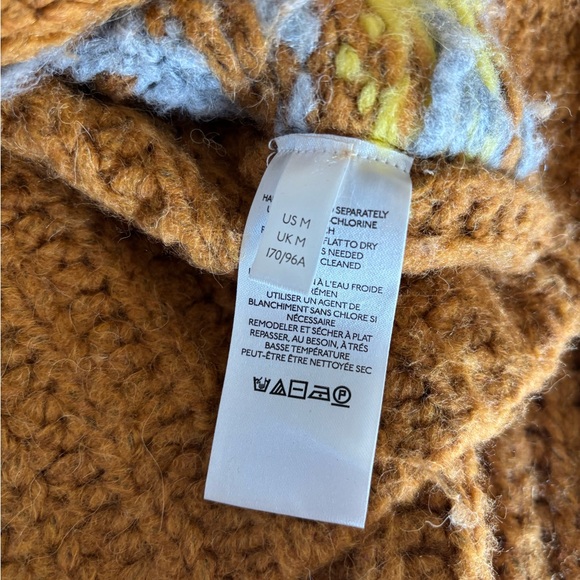 US M
UK M
170/96A
SEPARATELY
CHLORINE
FLAT TO DRY
NEEDED
CLEANED
À L'EAU FROIDE
UTILISER UN AGENT DE
BLANCHIMENT SANS CHLORE SI
NÉCESSAIRE
REMODELER ET SÉCHER À PLAT
REPASSER, AU BESOIN, À TRÈS
BASSE TEMPÉRATURE
PEUT-ÊTRE ÊTRE NETTOYÉE SEC